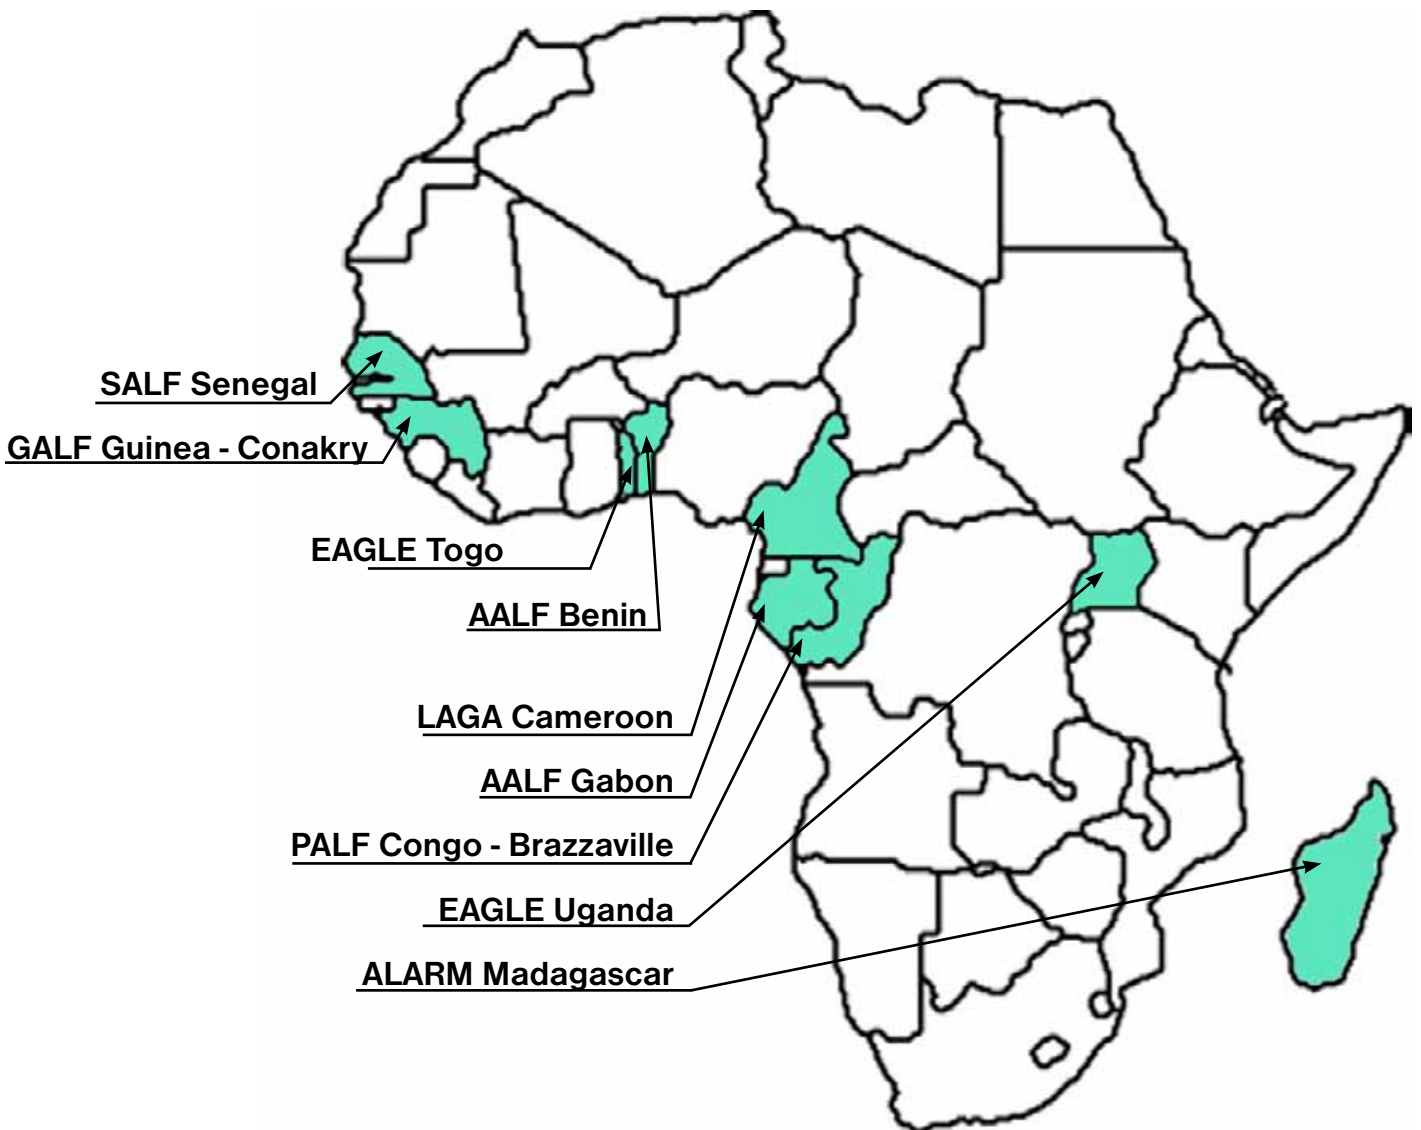 SALF Senegal
GALF Guinea - Conakry
EAGLE Togo
AALF Benin
LAGA Cameroon
AALF Gabon
PALF Congo - Brazzaville
EAGLE Uganda
ALARM Madagascar